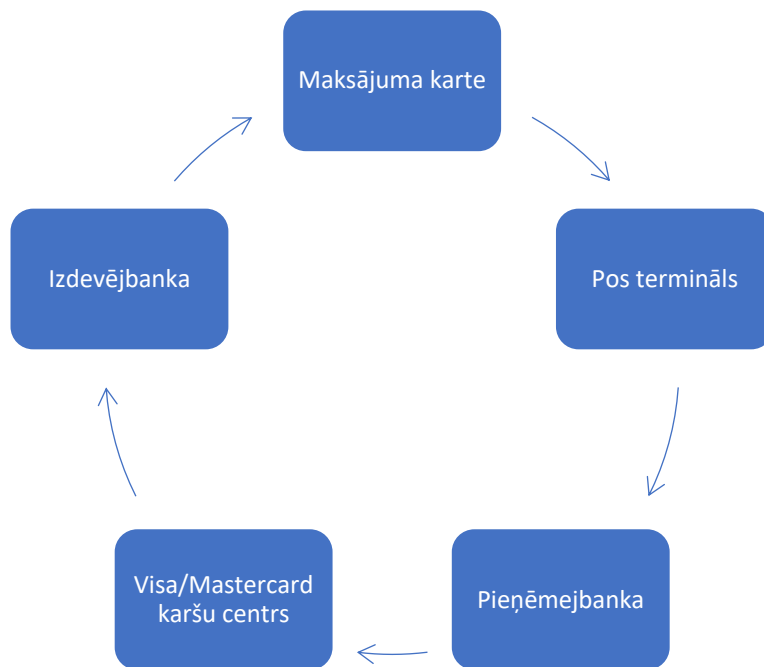 Maksājuma karte
Pos termināls
Pieņēmejbanka
Visa/Mastercard
karšu centrs
Izdevējbanka